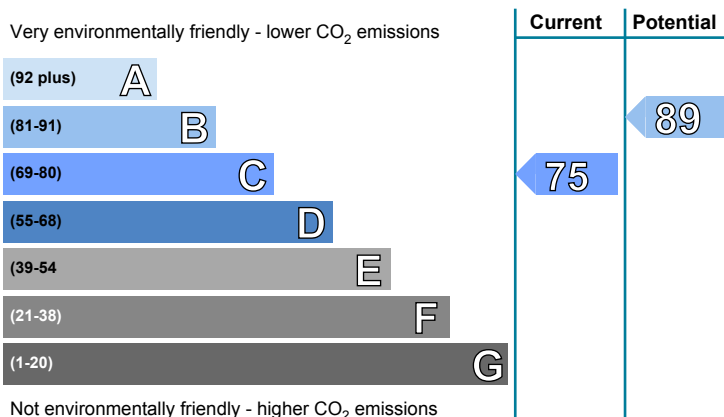 Very environmentally friendly - lower CO2 emissions
Current
Potential
(92 plus) A
(81-91) B
89
(69-80) C
75
(55-68) D
(39-54 E
(21-38) F
(1-20) G
Not environmentally friendly - higher CO2 emissions